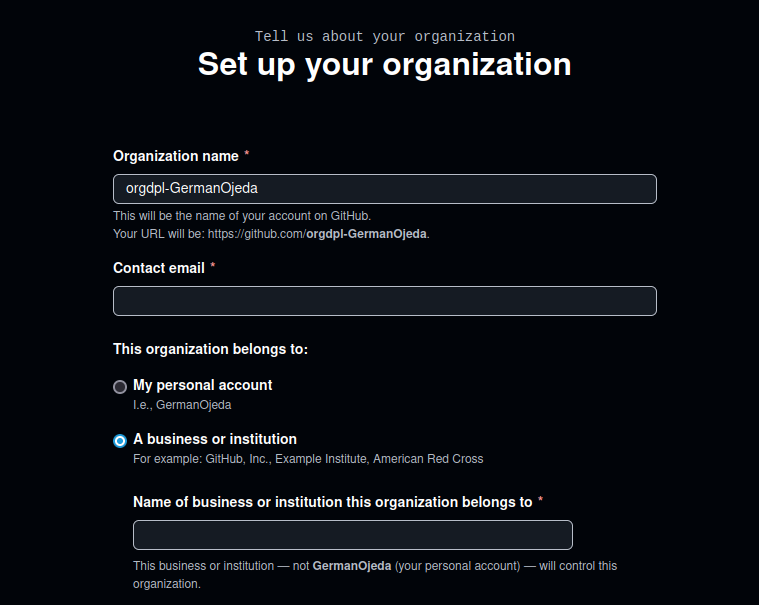 Tell us about your organization
Set up your organization
Organization name *
orgdpl-GermanOjeda
This will be the name of your account on GitHub.
Your URL will be: https://github.com/orgdpl-GermanOjeda.
Contact email *
This organization belongs to:
My personal account
I.e., GermanOjeda
A business or institution
For example: GitHub, Inc., Example Institute, American Red Cross
Name of business or institution this organization belongs to *
This business or institution — not GermanOjeda (your personal account) — will control this
organization.